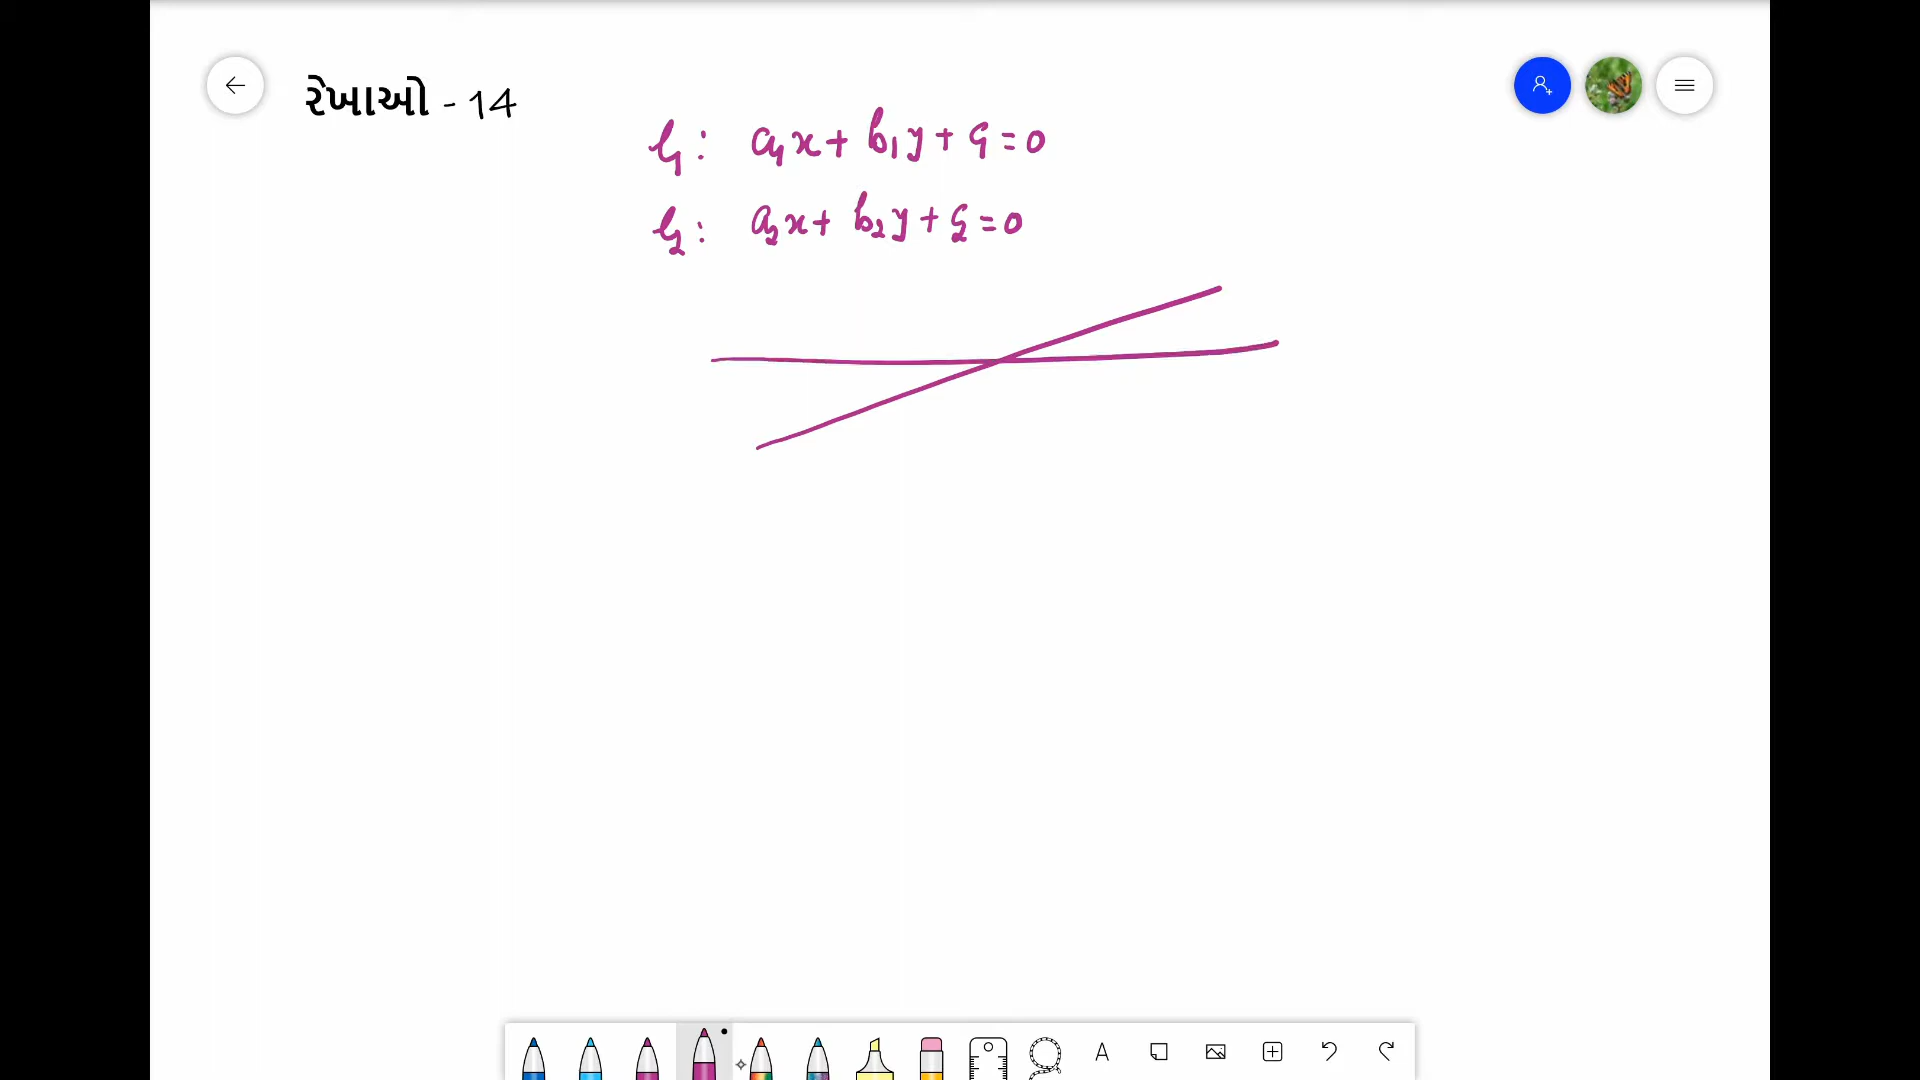 રેખાઓ - 14
l₁: a₁x + b₁y + c₁ = 0
l₂: a₂x + b₂y + c₂ = 0
A